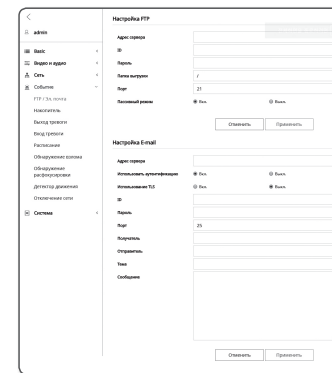 admin
Basic
Видео и аудио
Сеть
Событие
FTP / Эл. почта
Накопитель
Выход тревоги
Вход тревоги
Расписание
Обнаружение взлома
Обнаружение
расфокусировки
Детектор движения
Отключение сети
Система
Настройка FTP
Адрес сервера
ID
Пароль
Папка выгрузки /
Порт 21
Пассивный режим Вкл. Выкл.
Отменить Применить
Настройка E-mail
Адрес сервера
Использовать аутентификацию Вкл. Выкл.
Использование TLS Вкл. Выкл.
ID
Пароль
Порт 25
Получатель
Отправитель
Тема
Сообщение
Отменить Применить